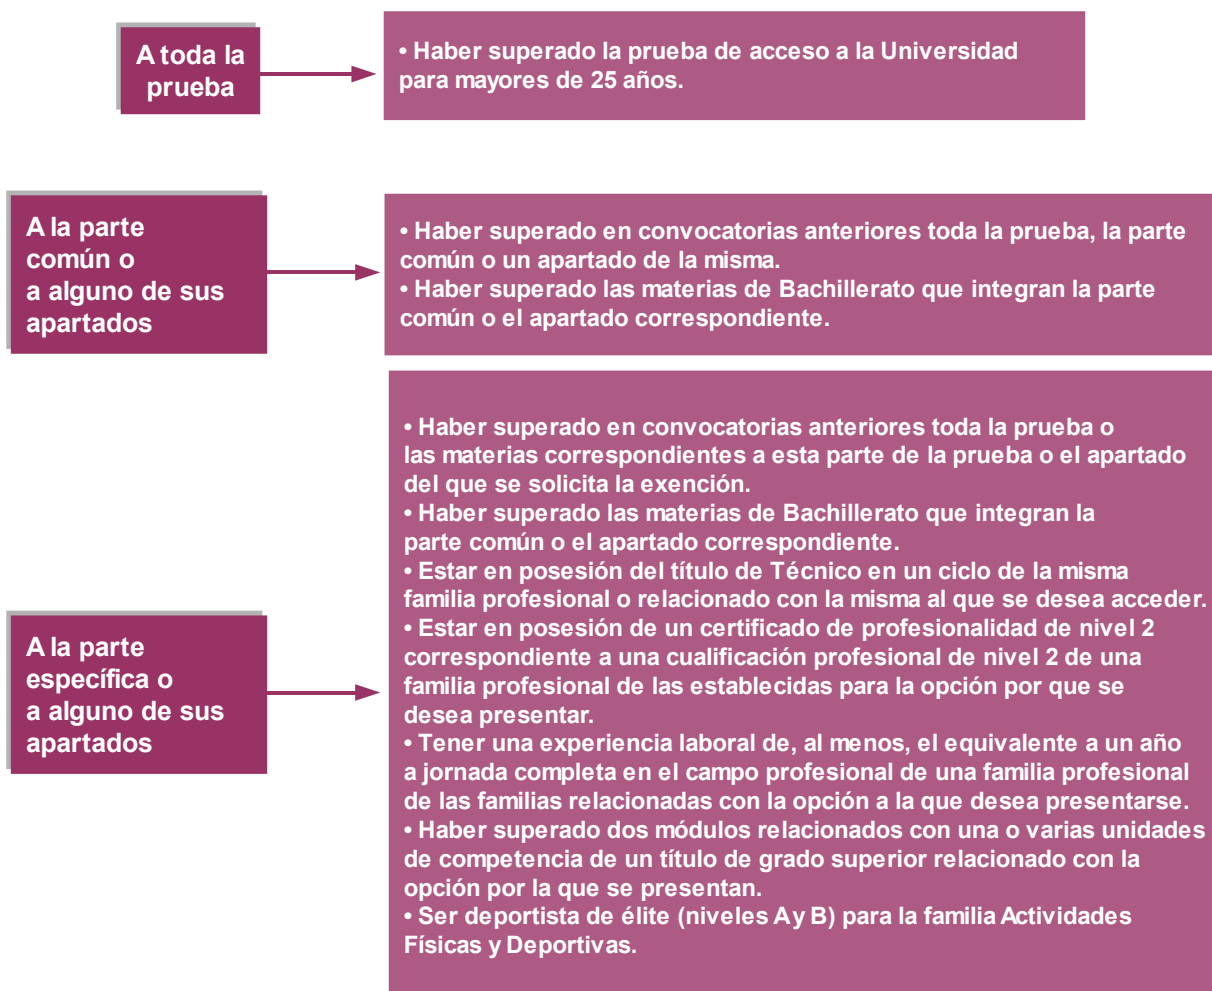 A toda la
prueba
• Haber superado la prueba de acceso a la Universidad
para mayores de 25 años.
A la parte
común o
a alguno de sus
apartados
• Haber superado en convocatorias anteriores toda la prueba, la parte
común o un apartado de la misma.
• Haber superado las materias de Bachillerato que integran la parte
común o el apartado correspondiente.
A la parte
específica o
a alguno de sus
apartados
• Haber superado en convocatorias anteriores toda la prueba o
las materias correspondientes a esta parte de la prueba o el apartado
del que se solicita la exención.
• Haber superado las materias de Bachillerato que integran la
parte común o el apartado correspondiente.
• Estar en posesión del título de Técnico en un ciclo de la misma
familia profesional o relacionado con la misma al que se desea acceder.
• Estar en posesión de un certificado de profesionalidad de nivel 2
correspondiente a una cualificación profesional de nivel 2 de una
familia profesional de las establecidas para la opción por que se
desea presentar.
• Tener una experiencia laboral de, al menos, el equivalente a un año
a jornada completa en el campo profesional de una familia profesional
de las familias relacionadas con la opción a la que desea presentarse.
• Haber superado dos módulos relacionados con una o varias unidades
de competencia de un título de grado superior relacionado con la
opción por la que se presentan.
• Ser deportista de élite (niveles A y B) para la familia Actividades
Físicas y Deportivas.